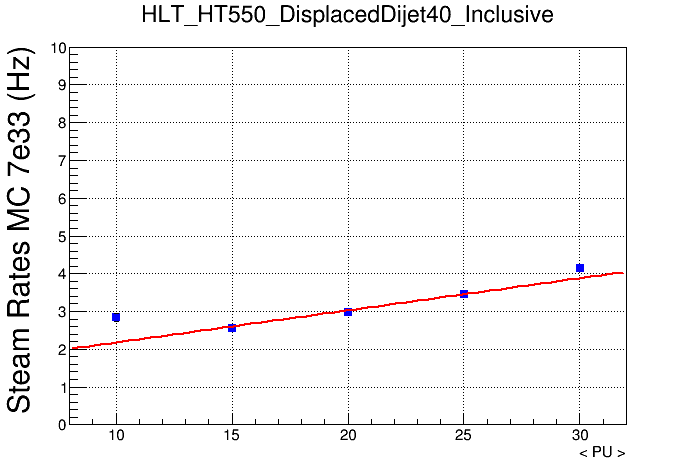 HLT_HT550_DisplacedDijet40_Inclusive
Steam Rates MC 7e33 (Hz)
10
9
8
7
6
5
4
3
2
1
0
10 15 20 25 30
< PU >